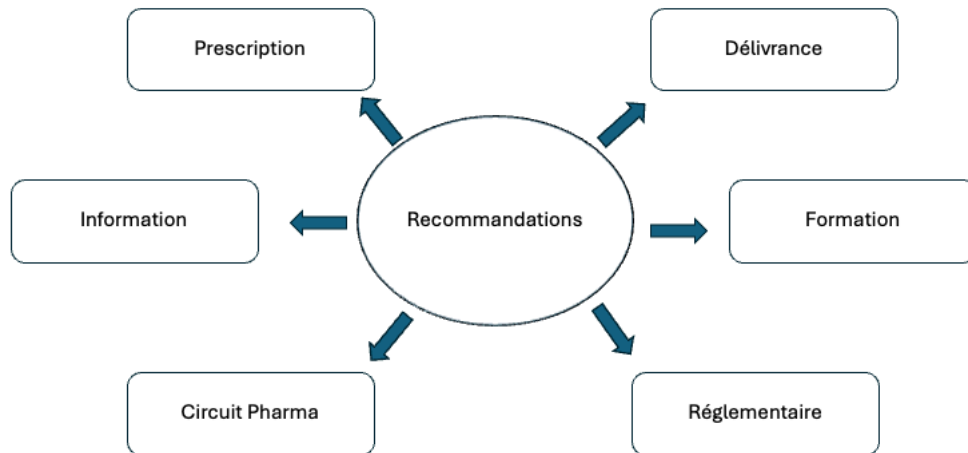 Prescription
Délivrance
Information
Recommandations
Formation
Circuit Pharma
Réglementaire